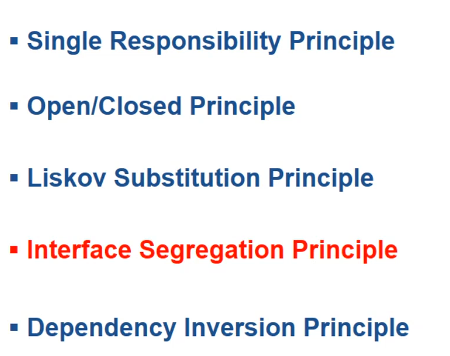 ▪ Single Responsibility Principle
▪ Open/Closed Principle
▪ Liskov Substitution Principle
▪ Interface Segregation Principle
▪ Dependency Inversion Principle